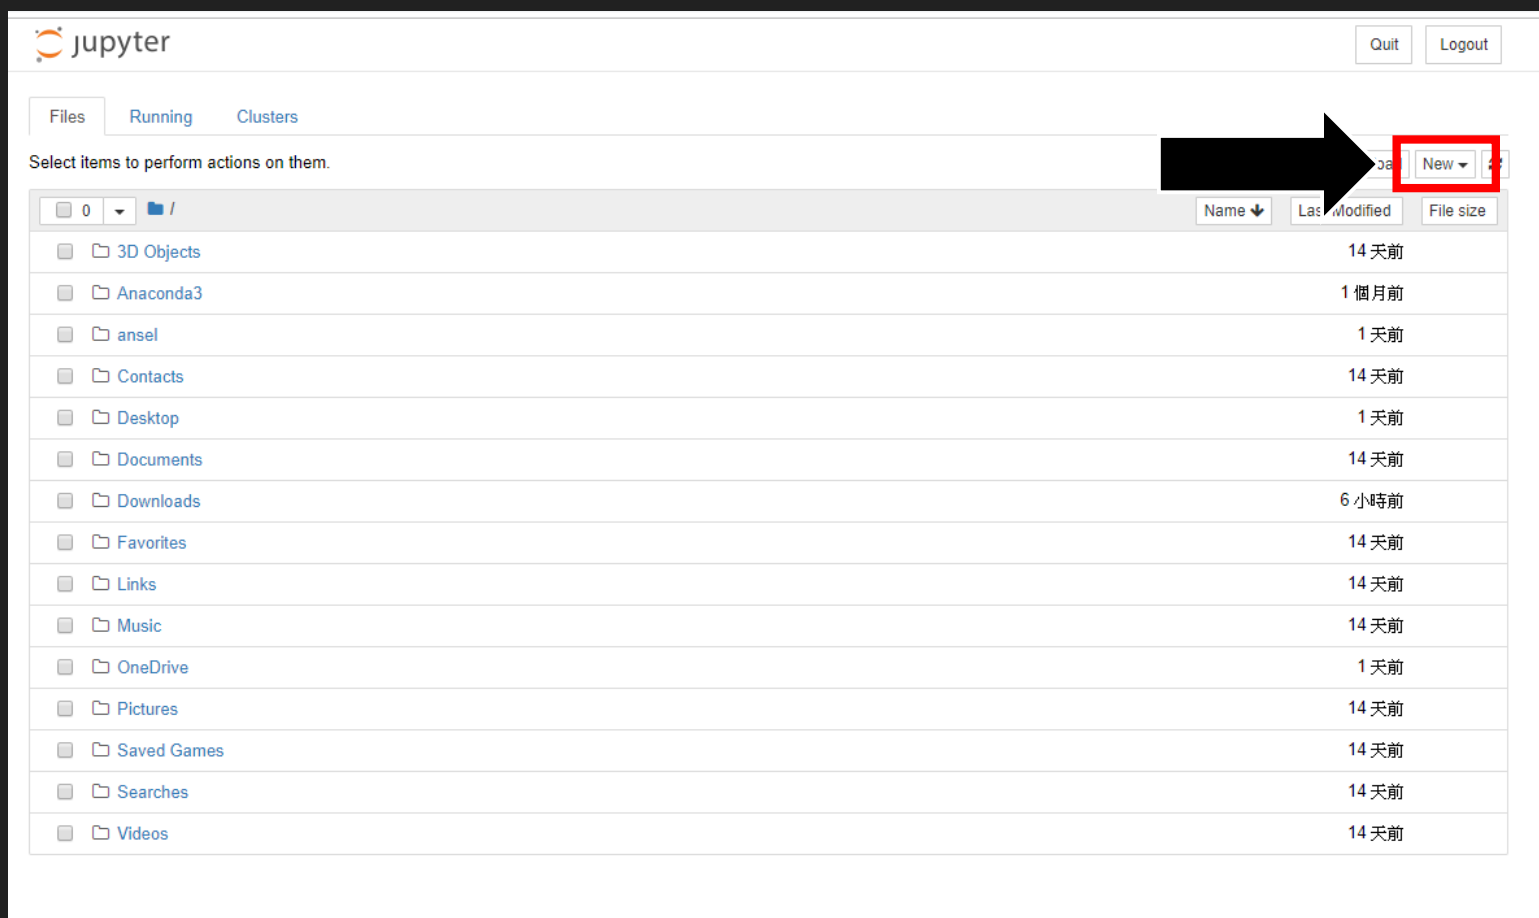 jupyter
Quit Logout
Files Running Clusters
Select items to perform actions on them.
New
0 /
Name Modified File size
3D Objects 14 天前
Anaconda3 1 個月前
ansel 1 天前
Contacts 14 天前
Desktop 1 天前
Documents 14 天前
Downloads 6 小時前
Favorites 14 天前
Links 14 天前
Music 14 天前
OneDrive 1 天前
Pictures 14 天前
Saved Games 14 天前
Searches 14 天前
Videos 14 天前